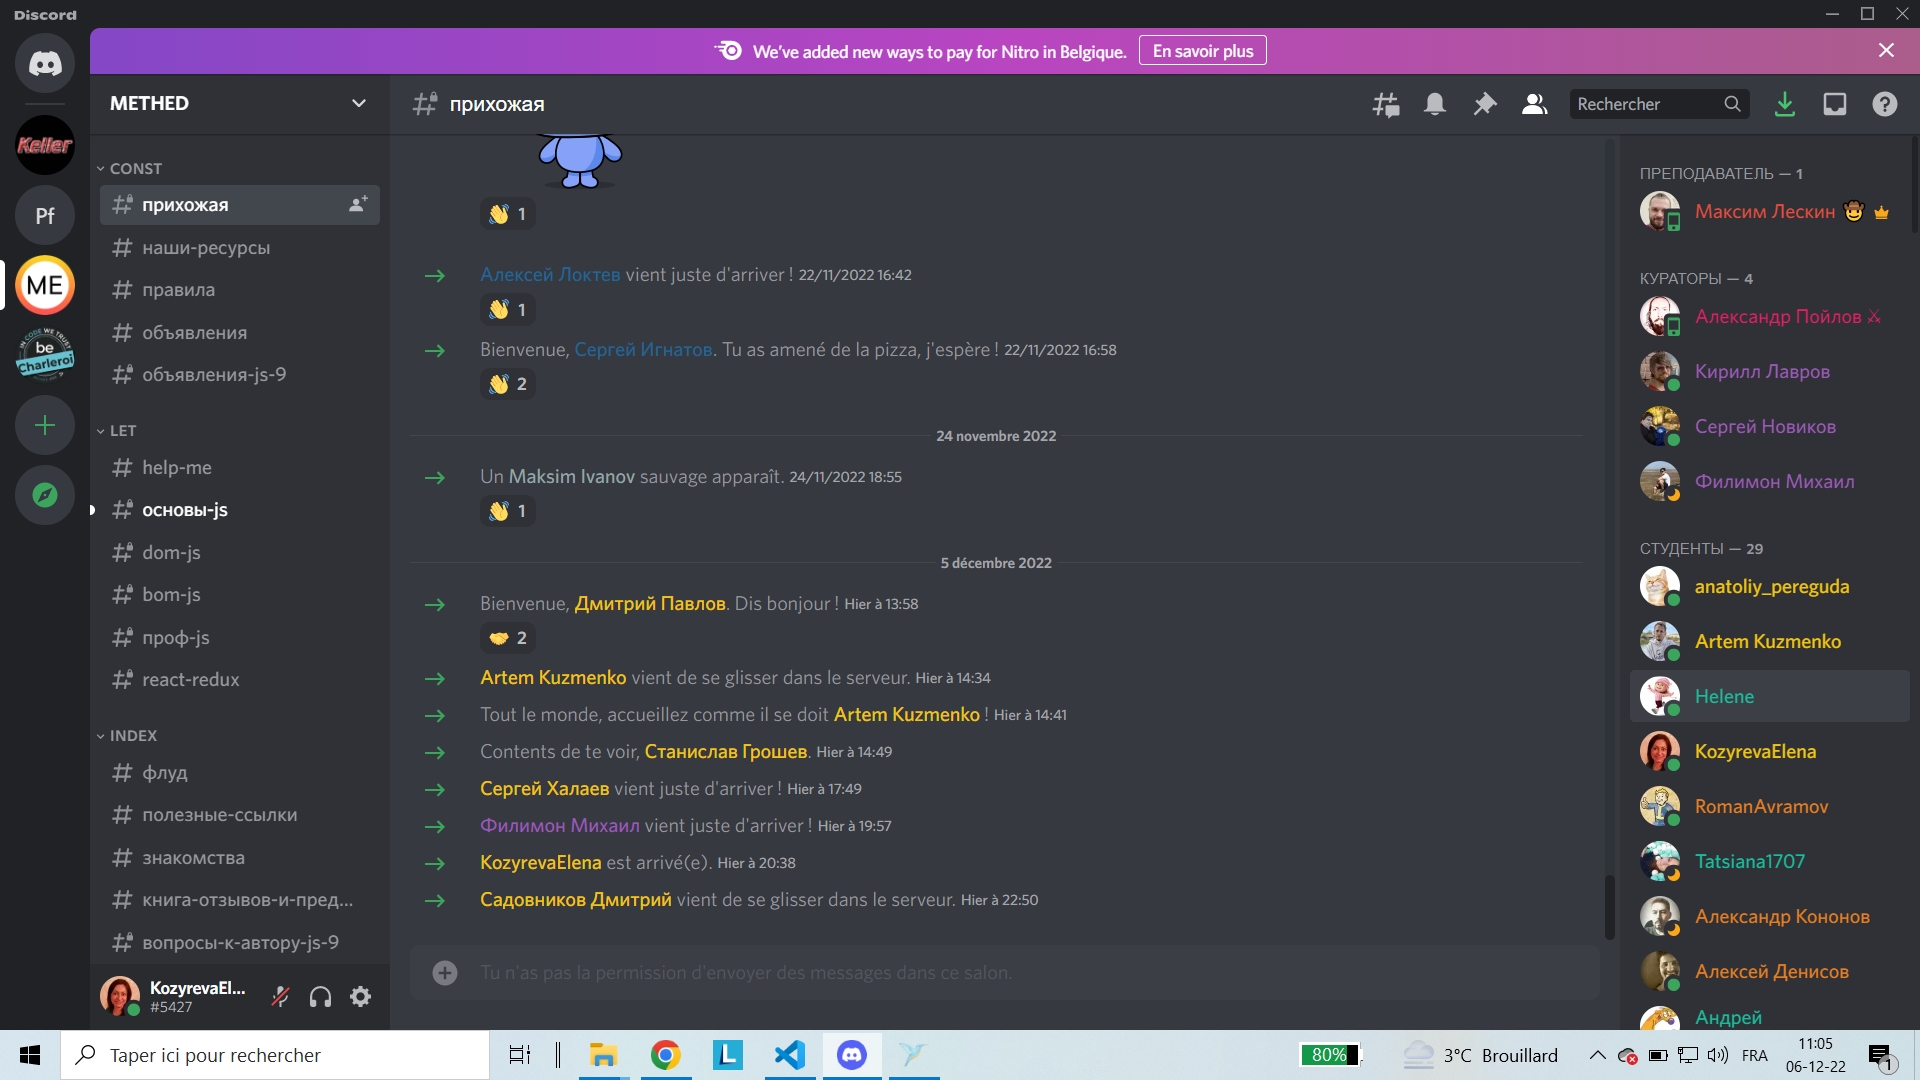 Discord
We've added new ways to pay for Nitro in Belgique. En savoir plus
METHED
прихожая
Rechercher
Keller
Pf
ME
IN CODE WE TRUST
be
Charleroi
CONST
прихожая
наши-ресурсы
правила
объявления
объявления-js-9
LET
help-me
основы-js
dom-js
bom-js
проф-js
react-redux
INDEX
флуд
полезные-ссылки
знакомства
книга-отзывов-и-пред...
вопросы-к-автору-js-9
KozyrevaEl...
#5427
1
Алексей Локтев vient juste d'arriver ! 22/11/2022 16:42
1
Bienvenue, Сергей Игнатов. Tu as amené de la pizza, j'espère ! 22/11/2022 16:58
2
24 novembre 2022
Un Maksim Ivanov sauvage apparaît. 24/11/2022 18:55
1
5 décembre 2022
Bienvenue, Дмитрий Павлов. Dis bonjour ! Hier à 13:58
2
Artem Kuzmenko vient de se glisser dans le serveur. Hier à 14:34
Tout le monde, accueillez comme il se doit Artem Kuzmenko ! Hier à 14:41
Contents de te voir, Станислав Грошев. Hier à 14:49
Сергей Халаев vient juste d'arriver ! Hier à 17:49
Филимон Михаил vient juste d'arriver ! Hier à 19:57
KozyrevaElena est arrivé(e). Hier à 20:38
Садовников Дмитрий vient de se glisser dans le serveur. Hier à 22:50
Tu n'as pas la permission d'envoyer des messages dans ce salon.
ПРЕПОДАВАТЕЛЬ — 1
Максим Лескин
КУРАТОРЫ — 4
Александр Пойлов ⚔
Кирилл Лавров
Сергей Новиков
Филимон Михаил
СТУДЕНТЫ — 29
anatoliy_pereguda
Artem Kuzmenko
Helene
KozyrevaElena
RomanAvramov
Tatsiana1707
Александр Кононов
Алексей Денисов
Андрей
Taper ici pour rechercher
L
80%
3°C Brouillard
FRA
11:05
06-12-22
1